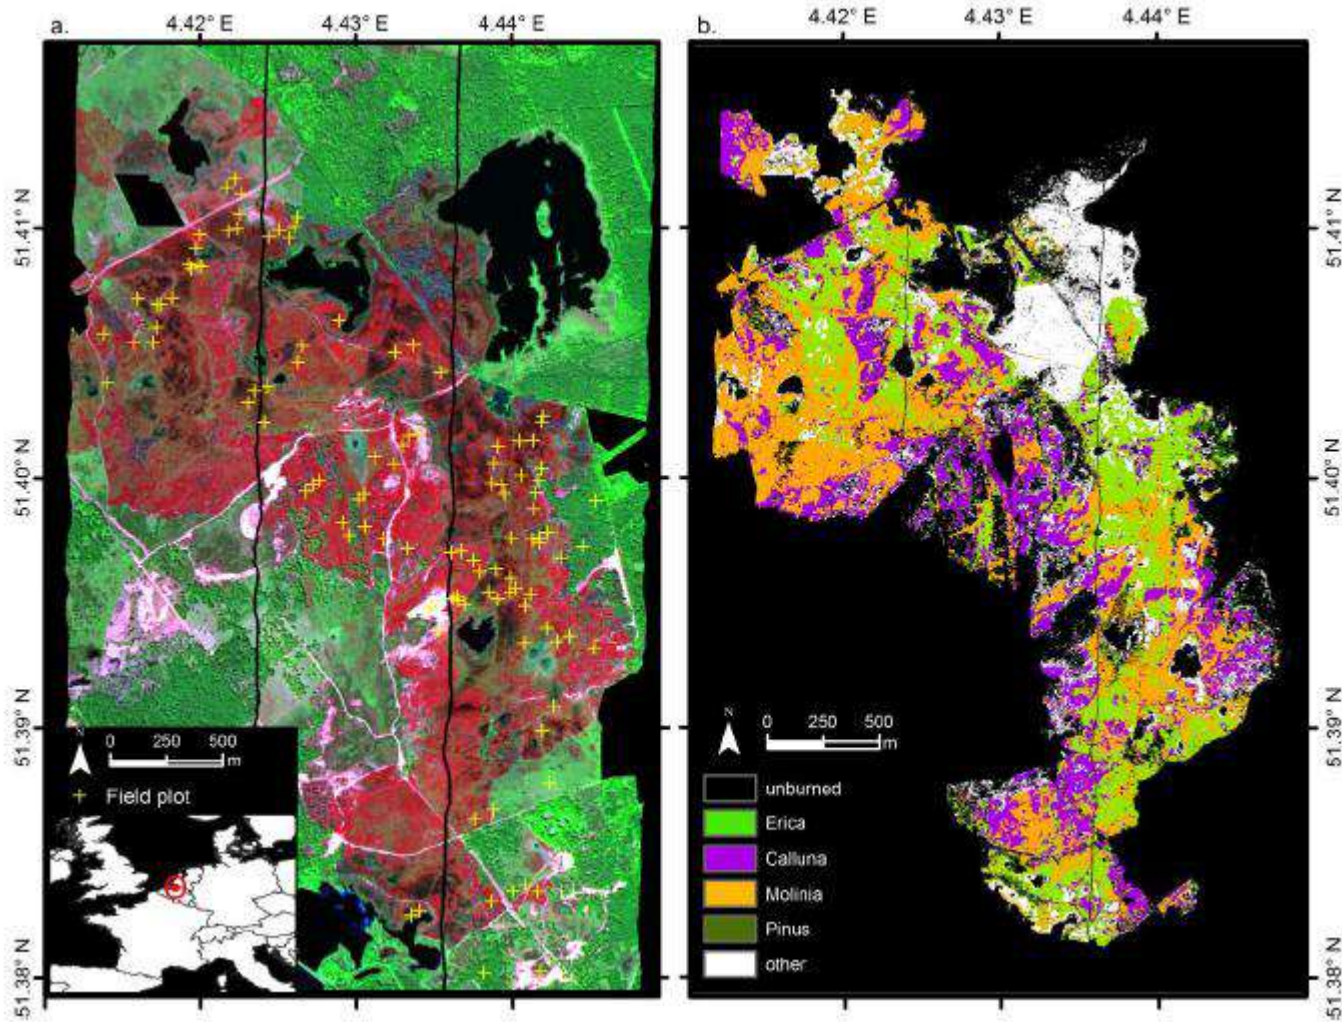 a.
4.42° E
4.43° E
4.44° E
b.
4.42° E
4.43° E
4.44° E
51.41° N
51.40° N
51.39° N
51.38° N
51.41° N
51.40° N
51.39° N
51.38° N
N
0 250 500
m
Field plot
N
0 250 500
m
unburned
Erica
Calluna
Molinia
Pinus
other